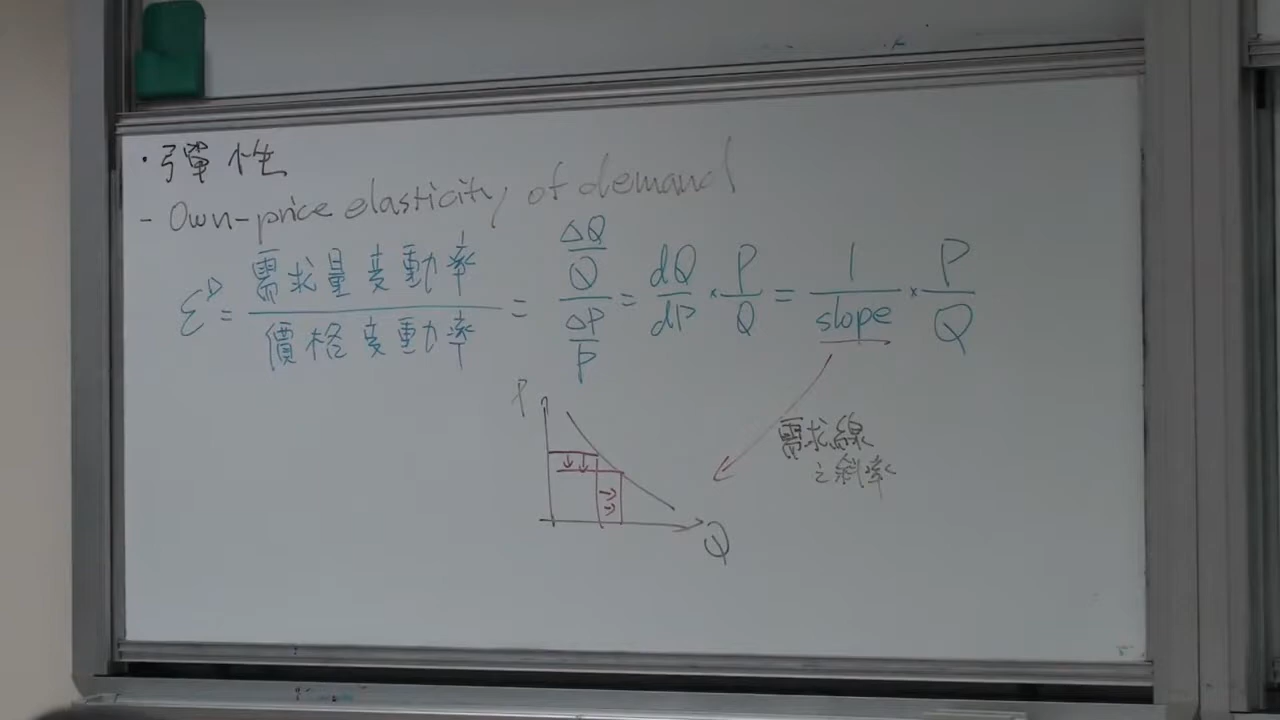 ·彈性
- Own-price elasticity of demand
ε^D = 需求量變動率 / 價格變動率 = (ΔQ/Q) / (ΔP/P) = dQ/dP * P/Q = 1/slope * P/Q
P
需求線
之斜率
Q